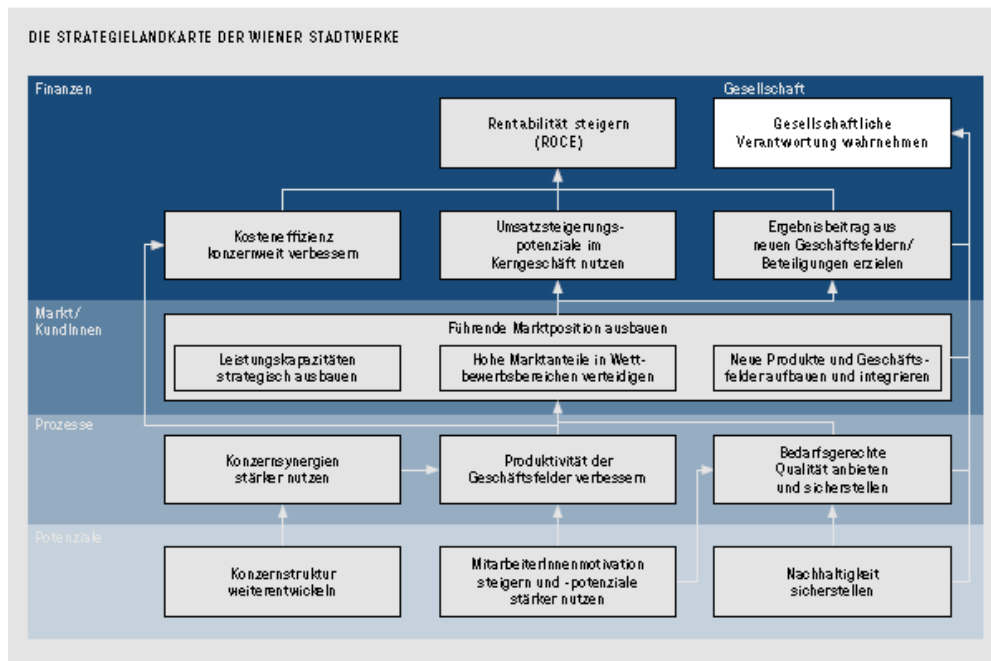 DIE STRATEGIELANDKARTE DER WIENER STADTWERKE
Finanzen
Gesellschaft
Rentabilität steigern
(ROCE)
Gesellschaftliche
Verantwortung wahrnehmen
Kosteneffizienz
konzernweit verbessern
Umsatzsteigerungs-
potenziale im
Kerngeschäft nutzen
Ergebnisbeitrag aus
neuen Geschäftsfeldern/
Beteiligungen erzielen
Markt/
KundInnen
Führende Marktposition ausbauen
Leistungskapazitäten
strategisch ausbauen
Hohe Marktanteile in Wett-
bewerbsbereichen verteidigen
Neue Produkte und Geschäfts-
felder aufbauen und integrieren
Prozesse
Konzernsynergien
stärker nutzen
Produktivität der
Geschäftsfelder verbessern
Bedarfsgerechte
Qualität anbieten
und sicherstellen
Potenziale
Konzernstruktur
weiterentwickeln
MitarbeiterInnenmotivation
steigern und -potenziale
stärker nutzen
Nachhaltigkeit
sicherstellen